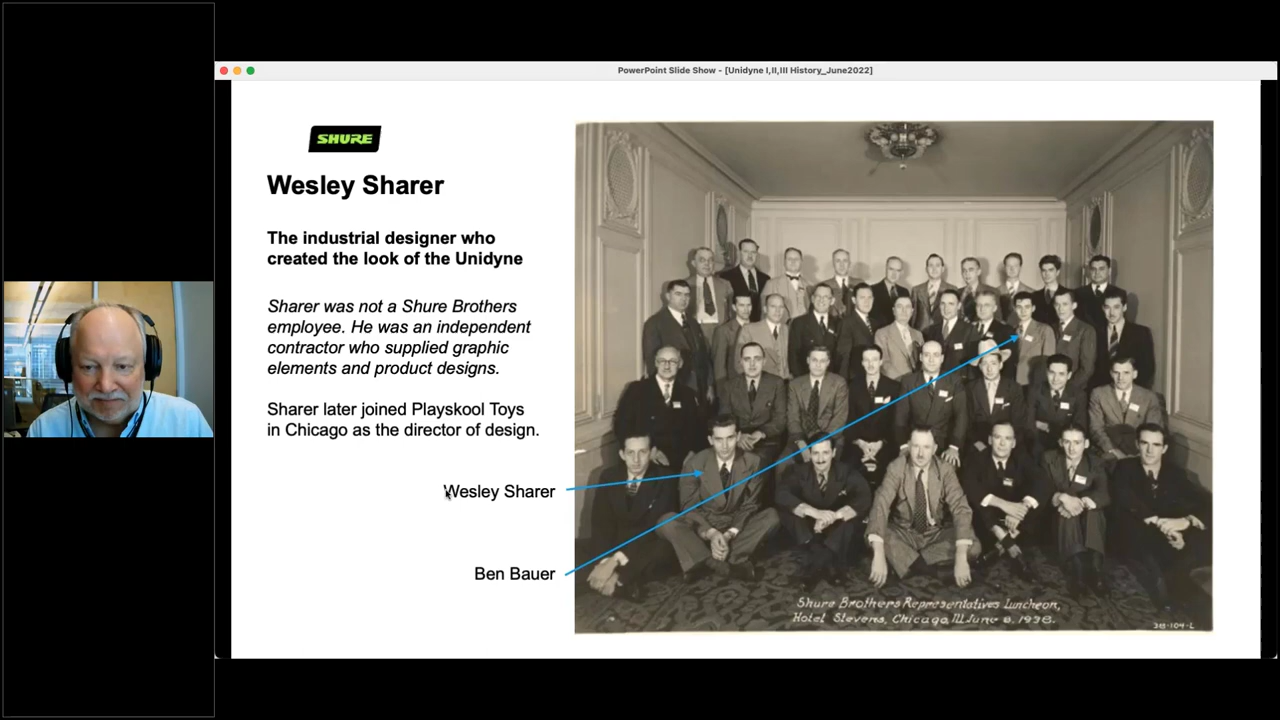 PowerPoint Slide Show - [Unidyne I,II,III History_June2022]
SHURE
Wesley Sharer
The industrial designer who
created the look of the Unidyne
Sharer was not a Shure Brothers
employee. He was an independent
contractor who supplied graphic
elements and product designs.
Sharer later joined Playskool Toys
in Chicago as the director of design.
Wesley Sharer
Ben Bauer
Shure Brothers Representatives Luncheon,
Hotel Stevens, Chicago, Ill. June 8, 1938.